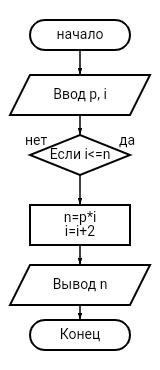 начало
Ввод p, i
нет
да
Если i<=n
n=p*i
i=i+2
Вывод n
Конец